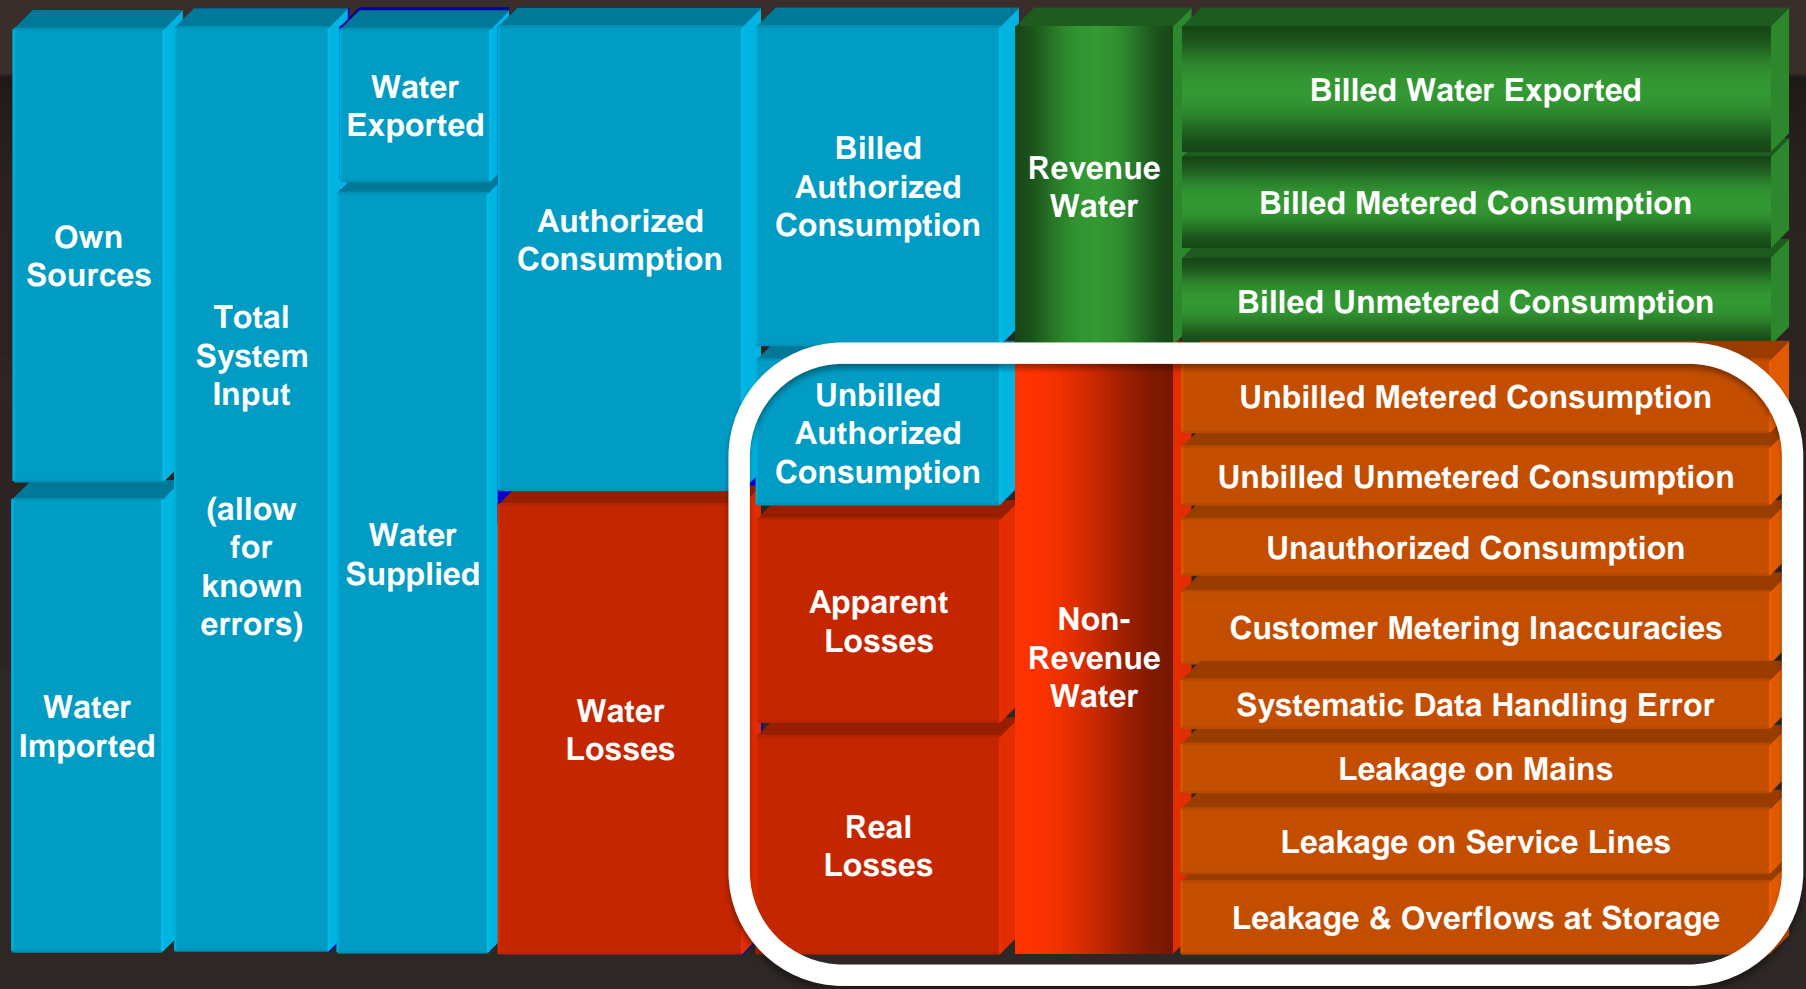 Own
Sources
Water
Imported
Total
System
Input
(allow
for
known
errors)
Water
Exported
Water
Supplied
Authorized
Consumption
Water
Losses
Billed
Authorized
Consumption
Unbilled
Authorized
Consumption
Apparent
Losses
Real
Losses
Revenue
Water
Non-
Revenue
Water
Billed Water Exported
Billed Metered Consumption
Billed Unmetered Consumption
Unbilled Metered Consumption
Unbilled Unmetered Consumption
Unauthorized Consumption
Customer Metering Inaccuracies
Systematic Data Handling Error
Leakage on Mains
Leakage on Service Lines
Leakage & Overflows at Storage